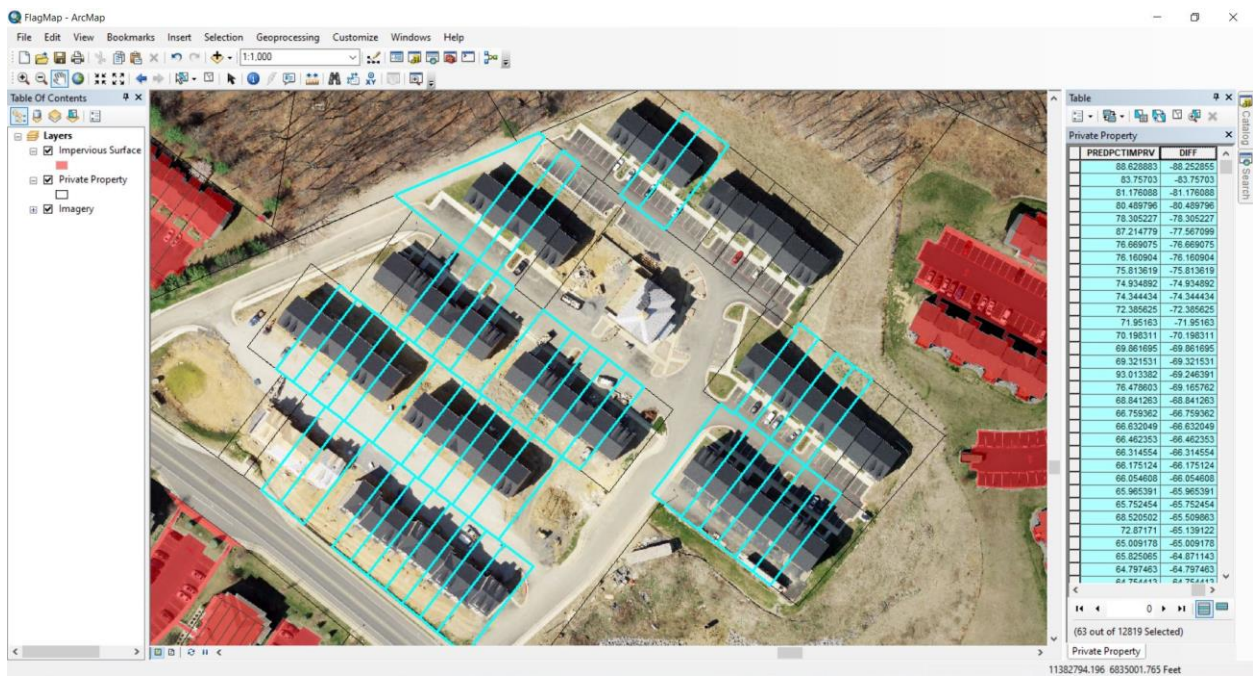 FlagMap - ArcMap
File Edit View Bookmarks Insert Selection Geoprocessing Customize Windows Help
1:1,000
Table Of Contents
Layers
Impervious Surface
Private Property
Imagery
Table
Private Property
PREDPCTIMPRV DIFF
88.628883 -88.252855
83.75703 -83.75703
81.176088 -81.176088
80.489796 -80.489796
78.305227 -78.305227
87.214779 -77.567099
76.669075 -76.669075
76.160904 -76.160904
75.813619 -75.813619
74.934892 -74.934892
74.344434 -74.344434
72.385625 -72.385625
71.95163 -71.95163
70.198311 -70.198311
69.861695 -69.861695
69.321531 -69.321531
93.013382 -69.246391
76.478603 -69.165762
68.841263 -68.841263
66.759362 -66.759362
66.632049 -66.632049
66.462353 -66.462353
66.314554 -66.314554
66.175124 -66.175124
66.054608 -66.054608
65.965391 -65.965391
65.752454 -65.752454
68.520502 -65.509863
72.87171 -65.139122
65.009178 -65.009178
65.825065 -64.871143
64.797463 -64.797463
64.754413 -64.754413
0
(63 out of 12819 Selected)
Private Property
Catalog
Search
11382794.196 6835001.765 Feet